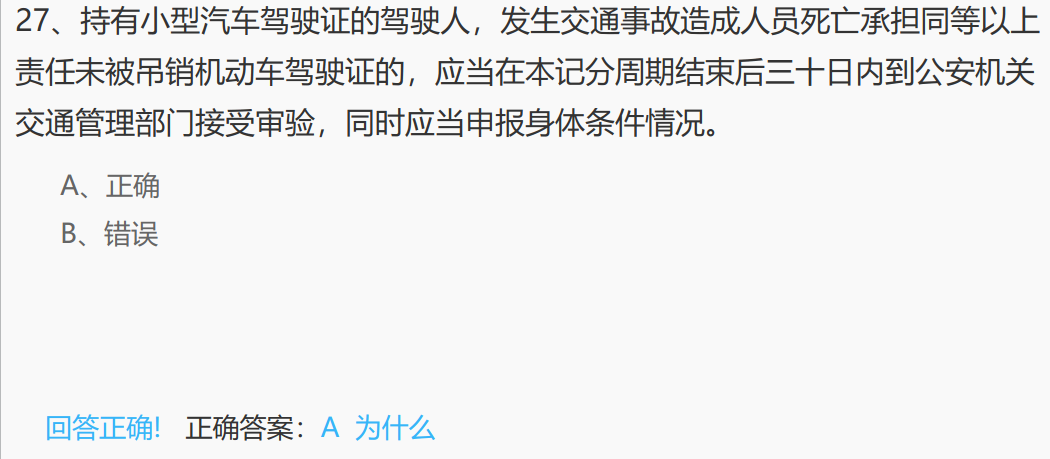 27、持有小型汽车驾驶证的驾驶人，发生交通事故造成人员死亡承担同等以上
责任未被吊销机动车驾驶证的，应当在本记分周期结束后三十日内到公安机关
交通管理部门接受审验，同时应当申报身体条件情况。
A、正确
B、错误
回答正确! 正确答案：A 为什么